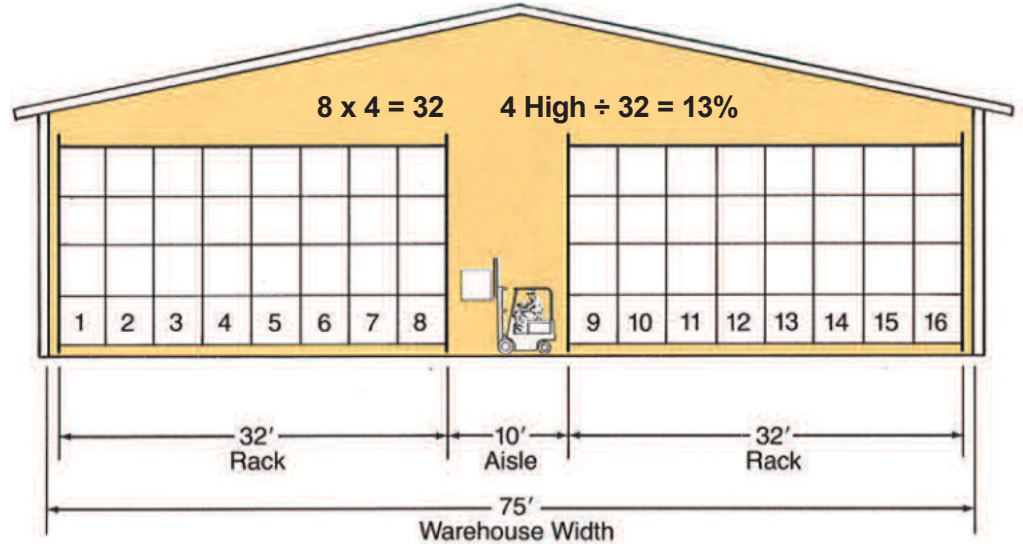 8 x 4 = 32 4 High ÷ 32 = 13%
1 2 3 4 5 6 7 8 9 10 11 12 13 14 15 16
32' 10' 32'
Rack Aisle Rack
75'
Warehouse Width